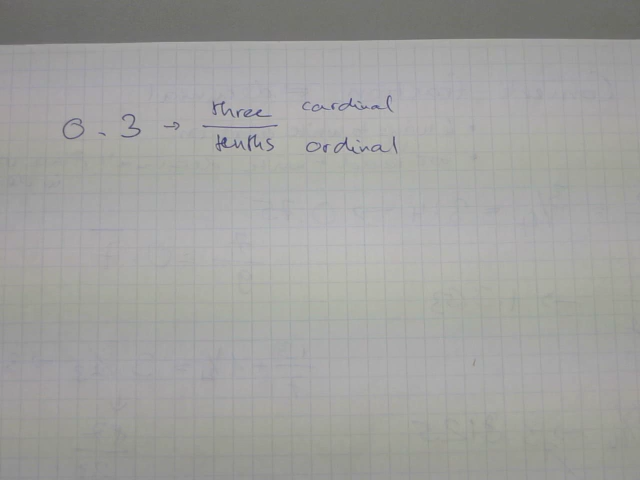 0.3 → three cardinal
tenths ordinal